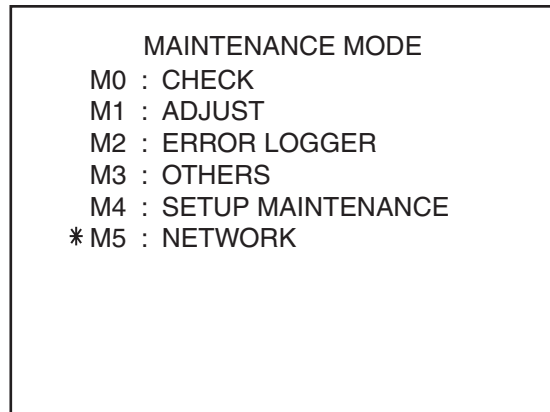 MAINTENANCE MODE
M0 : CHECK
M1 : ADJUST
M2 : ERROR LOGGER
M3 : OTHERS
M4 : SETUP MAINTENANCE
*M5 : NETWORK